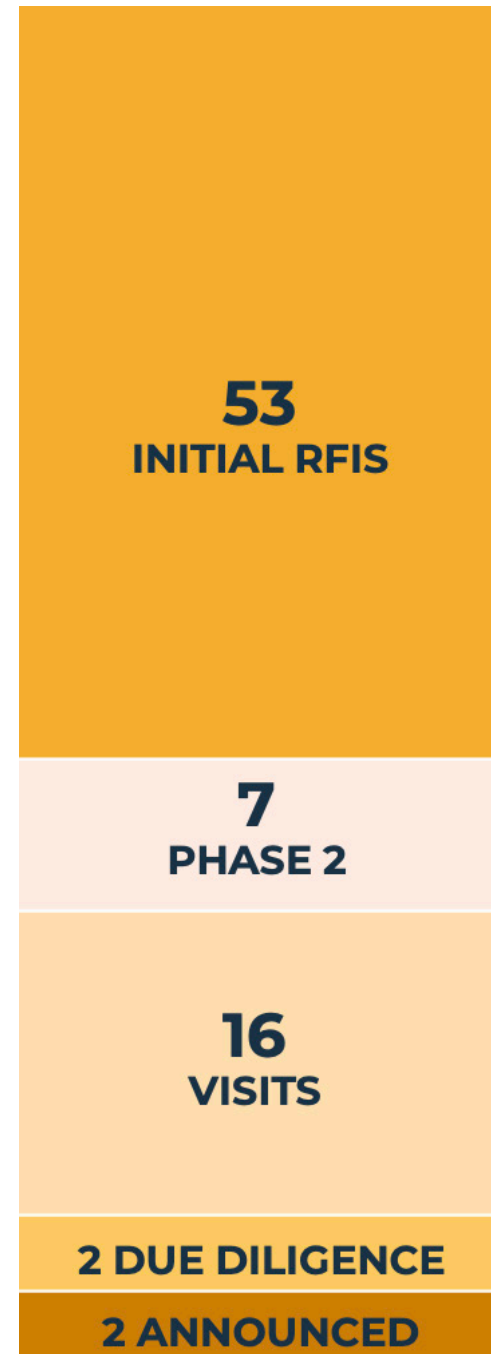 53
INITIAL RFIS
7
PHASE 2
16
VISITS
2 DUE DILIGENCE
2 ANNOUNCED